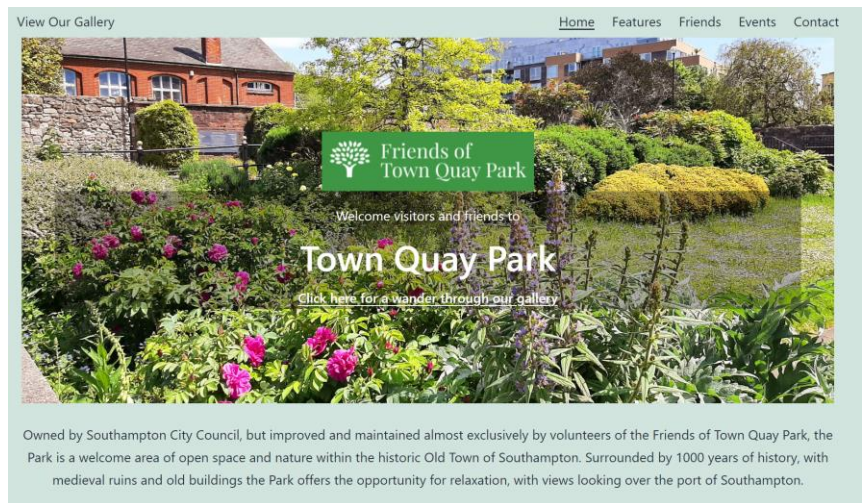 View Our Gallery
Home Features Friends Events Contact
Friends of
Town Quay Park
Welcome visitors and friends to
Town Quay Park
Click here for a wander through our gallery
Owned by Southampton City Council, but improved and maintained almost exclusively by volunteers of the Friends of Town Quay Park, the
Park is a welcome area of open space and nature within the historic Old Town of Southampton. Surrounded by 1000 years of history, with
medieval ruins and old buildings the Park offers the opportunity for relaxation, with views looking over the port of Southampton.